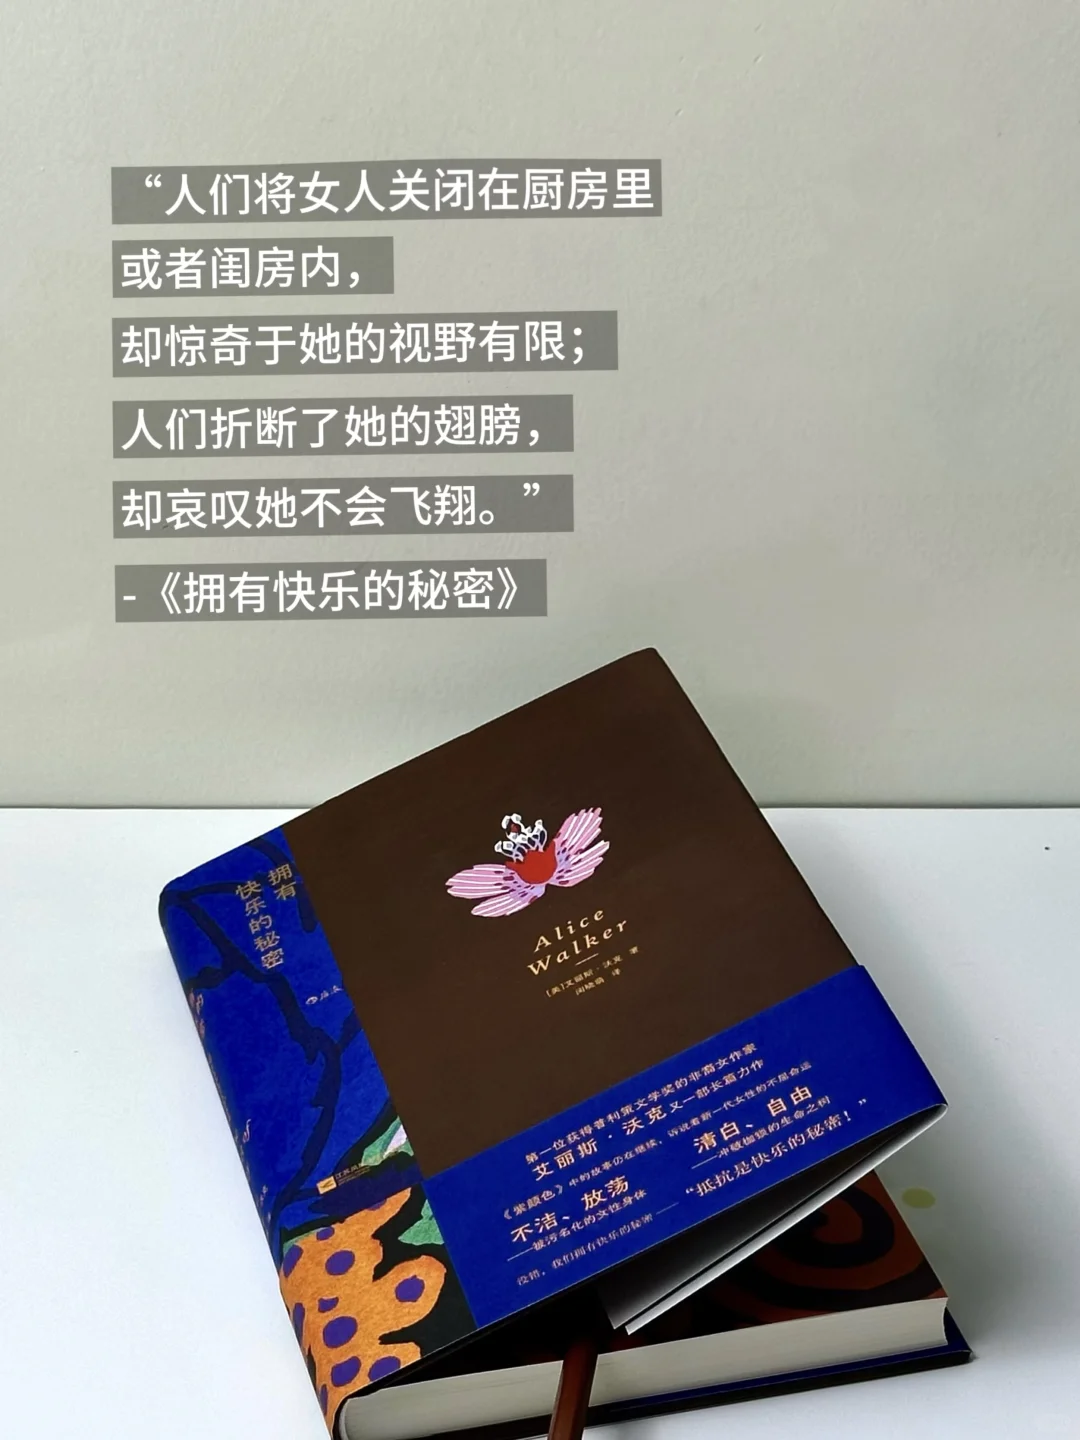 “人们将女人关闭在厨房里
或者闺房内，
却惊奇于她的视野有限；
人们折断了她的翅膀，
却哀叹她不会飞翔。”
-《拥有快乐的秘密》
拥有
快乐的秘密
Alice
Walker
[美]艾丽斯·沃克 著
闵晓萌 译
第一位获得普利策文学奖的非裔女作家
艾丽斯·沃克又一部长篇力作
《紫颜色》中的故事仍在继续，诉说着新一代女性的不屈命运
不洁、放荡
——被污名化的女性身体
清白、自由
——冲破枷锁的生命之树
没错，我们拥有快乐的秘密——
“抵抗是快乐的秘密！”
of